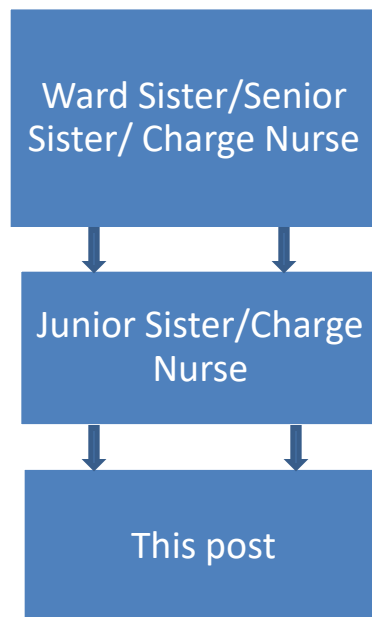 Ward Sister/Senior
Sister/ Charge Nurse
Junior Sister/Charge
Nurse
This post